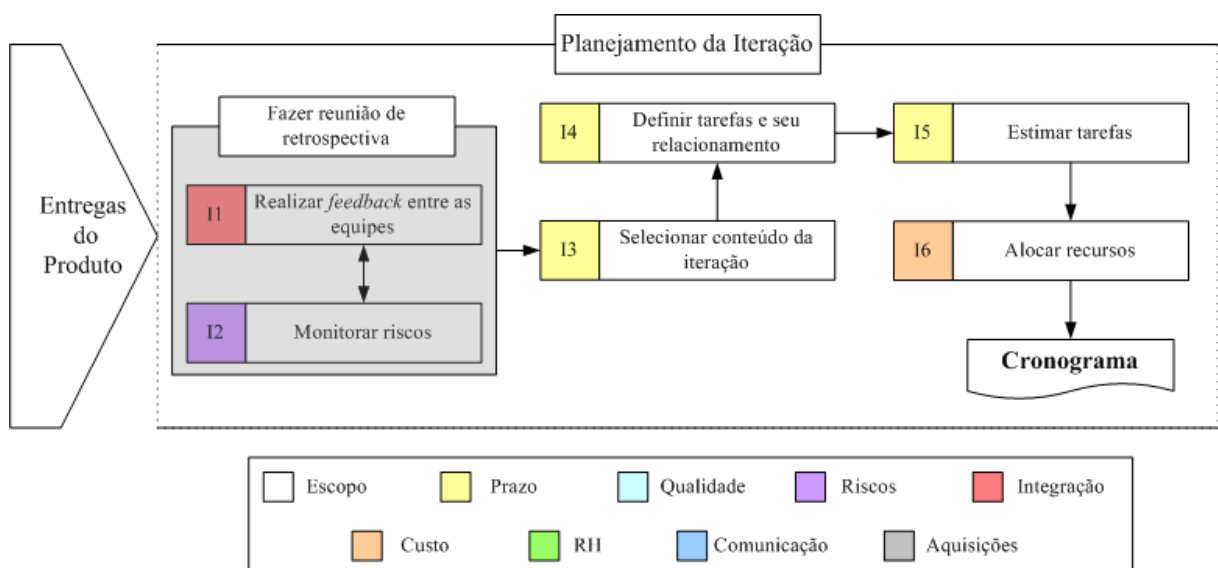 Planejamento da Iteração
Entregas
do
Produto
Fazer reunião de
retrospectiva
I1
Realizar feedback entre as
equipes
I2
Monitorar riscos
I3
Selecionar conteúdo da
iteração
I4
Definir tarefas e seu
relacionamento
I5
Estimar tarefas
I6
Alocar recursos
Cronograma
Escopo
Prazo
Qualidade
Riscos
Integração
Custo
RH
Comunicação
Aquisições